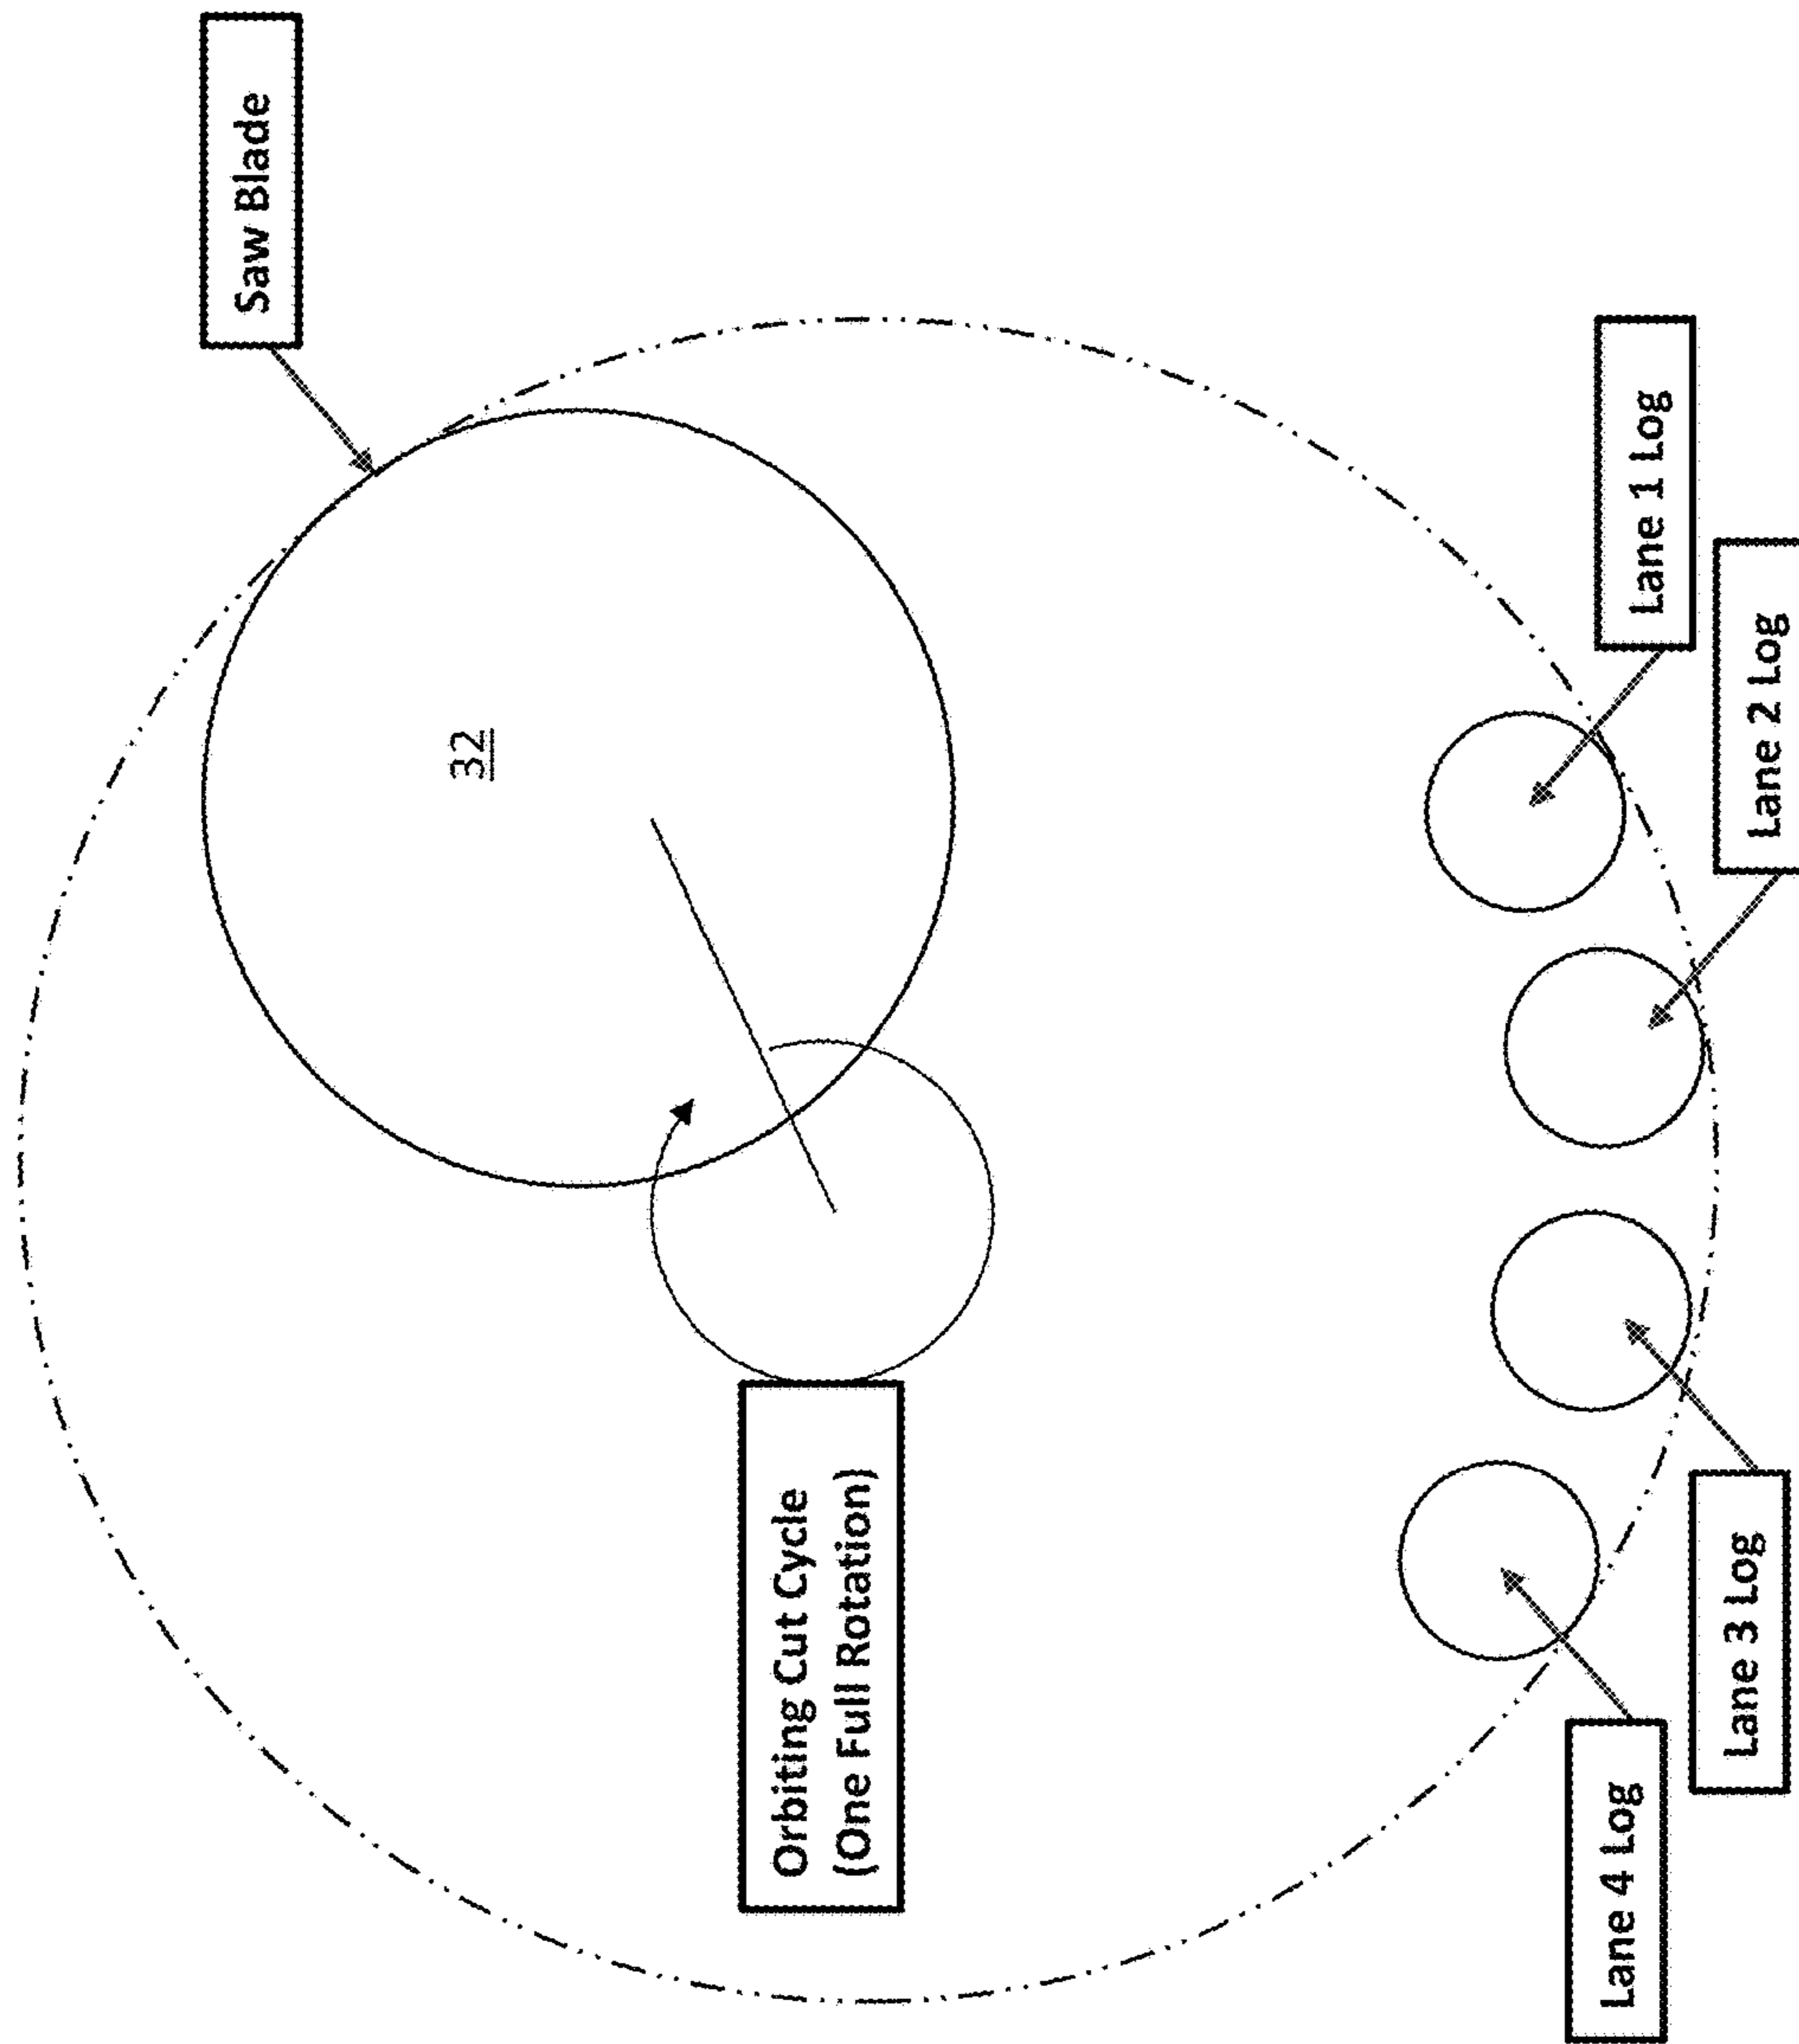 Saw Blade
32
Orbiting Cut Cycle
(One Full Rotation)
Lane 4 Log
Lane 3 Log
Lane 2 Log
Lane 1 Log